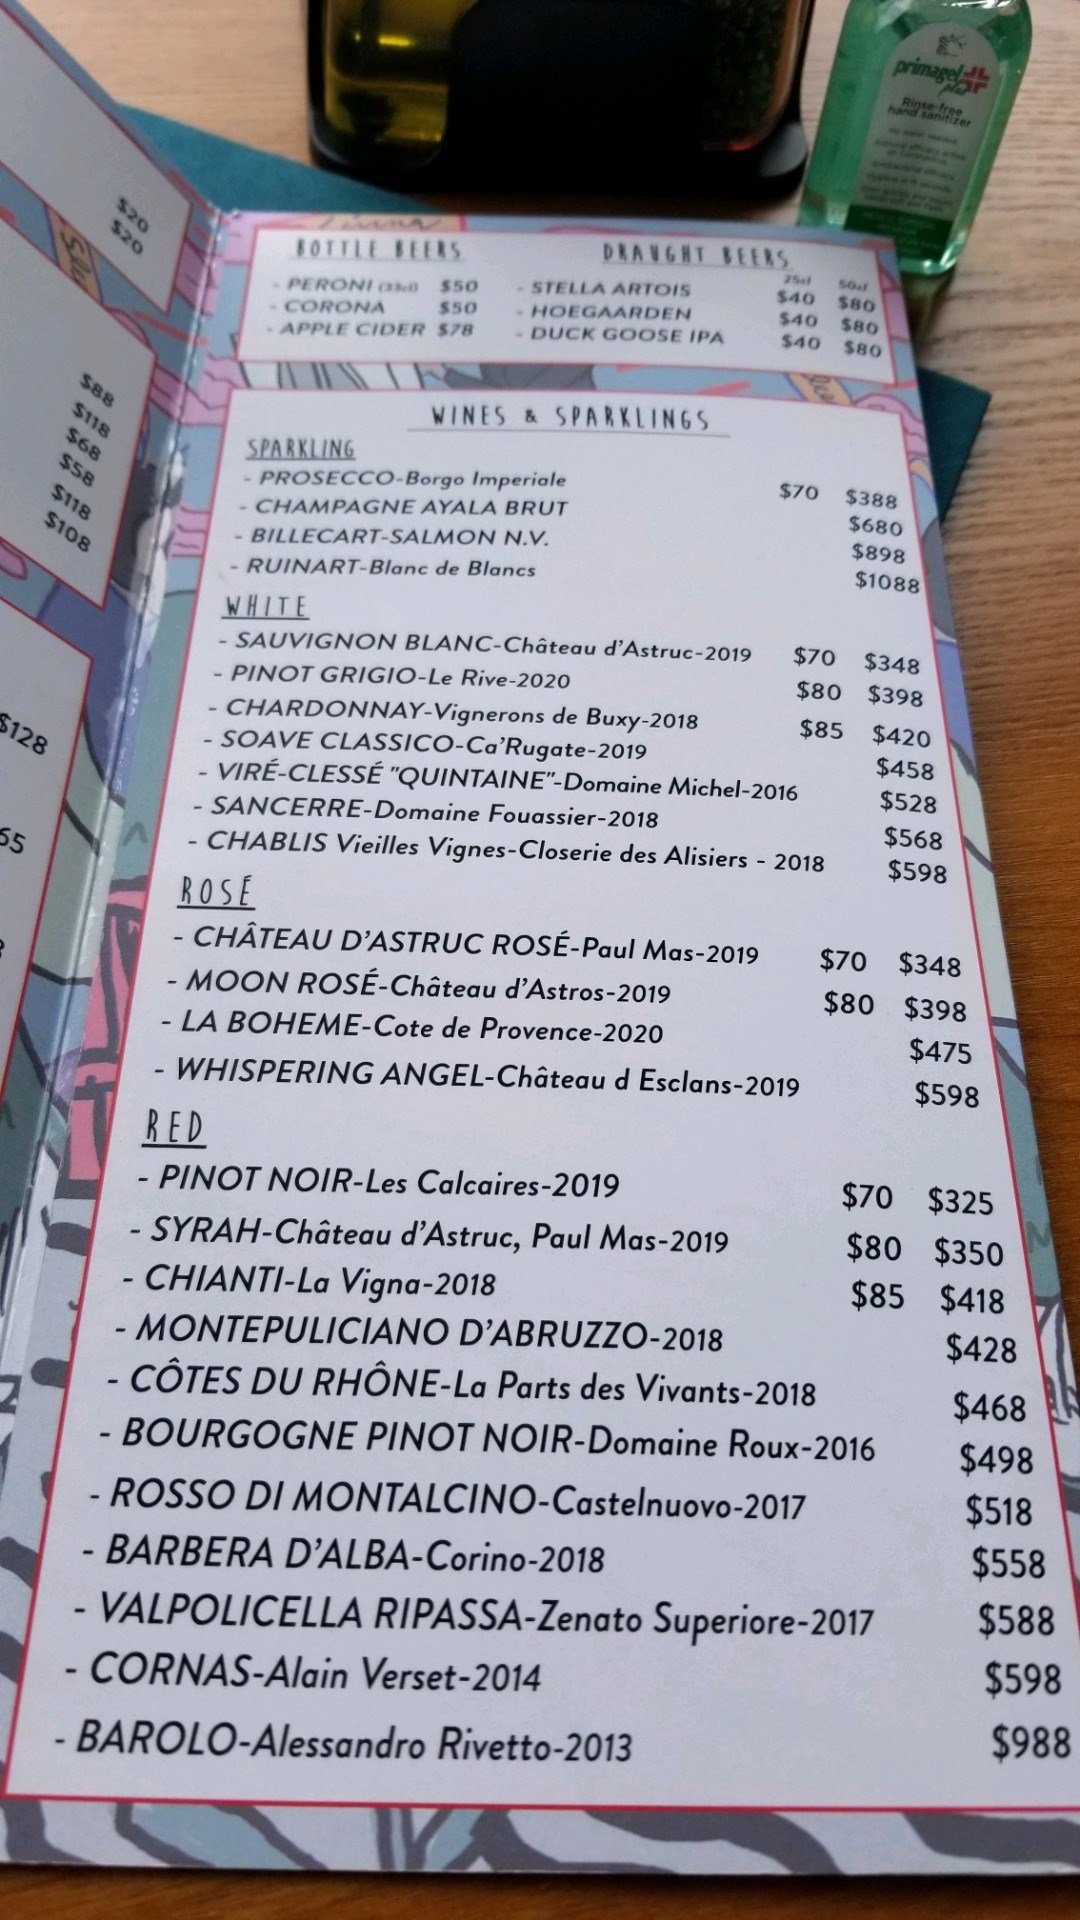 primagel
plus
Rinse-free
hand sanitizer
$20
$20
$88
$118
$68
$58
$118
$108
$128
65
BOTTLE BEERS
- PERONI (33cl) $50
- CORONA $50
- APPLE CIDER $78
DRAUGHT BEERS
25cl 50cl
- STELLA ARTOIS $40 $80
- HOEGAARDEN $40 $80
- DUCK GOOSE IPA $40 $80
WINES & SPARKLINGS
SPARKLING
- PROSECCO-Borgo Imperiale $70 $388
- CHAMPAGNE AYALA BRUT $680
- BILLECART-SALMON N.V. $898
- RUINART-Blanc de Blancs $1088
WHITE
- SAUVIGNON BLANC-Château d'Astruc-2019 $70 $348
- PINOT GRIGIO-Le Rive-2020 $80 $398
- CHARDONNAY-Vignerons de Buxy-2018 $85 $420
- SOAVE CLASSICO-Ca'Rugate-2019 $458
- VIRÉ-CLESSÉ "QUINTAINE"-Domaine Michel-2016 $528
- SANCERRE-Domaine Fouassier-2018 $568
- CHABLIS Vieilles Vignes-Closerie des Alisiers - 2018 $598
ROSÉ
- CHÂTEAU D'ASTRUC ROSÉ-Paul Mas-2019 $70 $348
- MOON ROSÉ-Château d'Astros-2019 $80 $398
- LA BOHEME-Cote de Provence-2020 $475
- WHISPERING ANGEL-Château d Esclans-2019 $598
RED
- PINOT NOIR-Les Calcaires-2019 $70 $325
- SYRAH-Château d'Astruc, Paul Mas-2019 $80 $350
- CHIANTI-La Vigna-2018 $85 $418
- MONTEPULICIANO D'ABRUZZO-2018 $428
- CÔTES DU RHÔNE-La Parts des Vivants-2018 $468
- BOURGOGNE PINOT NOIR-Domaine Roux-2016 $498
- ROSSO DI MONTALCINO-Castelnuovo-2017 $518
- BARBERA D'ALBA-Corino-2018 $558
- VALPOLICELLA RIPASSA-Zenato Superiore-2017 $588
- CORNAS-Alain Verset-2014 $598
- BAROLO-Alessandro Rivetto-2013 $988